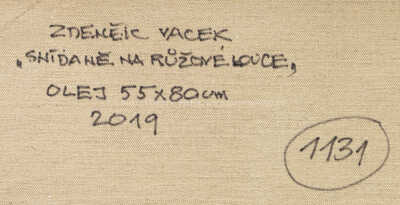 ZDENĚK VACEK
„SNÍDANĚ NA RŮŽOVÉ LOUCE„
OLEJ 55x80cm
2019
1131